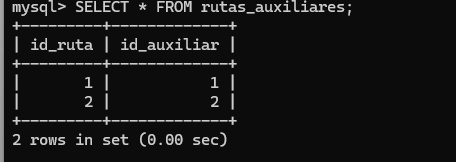 mysql> SELECT * FROM rutas_auxiliares;
+---------+-------------+
| id_ruta | id_auxiliar |
+---------+-------------+
|       1 |           1 |
|       2 |           2 |
+---------+-------------+
2 rows in set (0.00 sec)